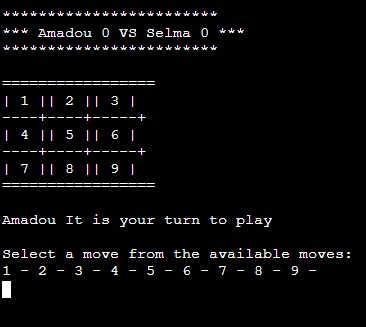 ************************
*** Amadou 0 VS Selma 0 ***
************************
=================
| 1 || 2 || 3 |
----+----+-----+
| 4 || 5 || 6 |
----+----+-----+
| 7 || 8 || 9 |
=================
Amadou It is your turn to play
Select a move from the available moves:
1 - 2 - 3 - 4 - 5 - 6 - 7 - 8 - 9 -